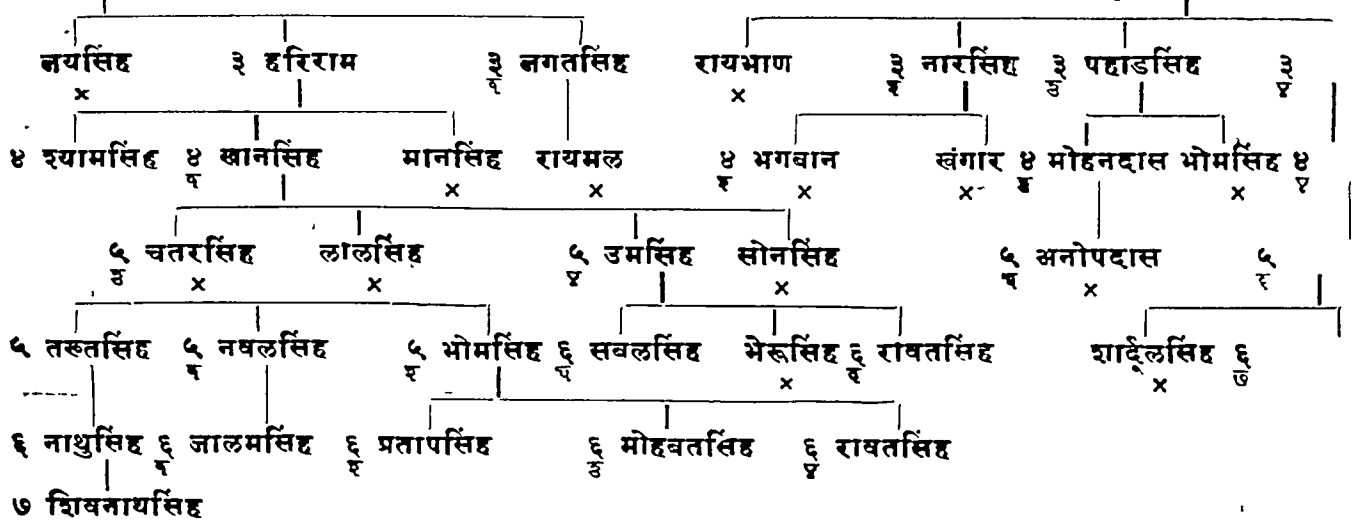 जयसिंह ३ हरिराम ३ जगतसिंह रायभाण ३ नारसिंह ३ पहाडसिंह ३
× ×
४ श्यामसिंह ४ खानसिंह मानसिंह रायमल ४ भगवान खंगार ४ मोहनदास भोमसिंह ४
× × × × ×
५ चतरसिंह लालसिंह ५ उमसिंह सोनसिंह ५ अनोपदास ५
× × × ×
५ तख्तसिंह ५ नवलसिंह ५ भोमसिंह ६ सबलसिंह भेरूसिंह ६ रावतसिंह शार्दूलसिंह ६
× ×
६ नाथुसिंह ६ जालमसिंह ६ प्रतापसिंह ६ मोहबतसिंह ६ रावतसिंह
७ शिवनाथसिंह